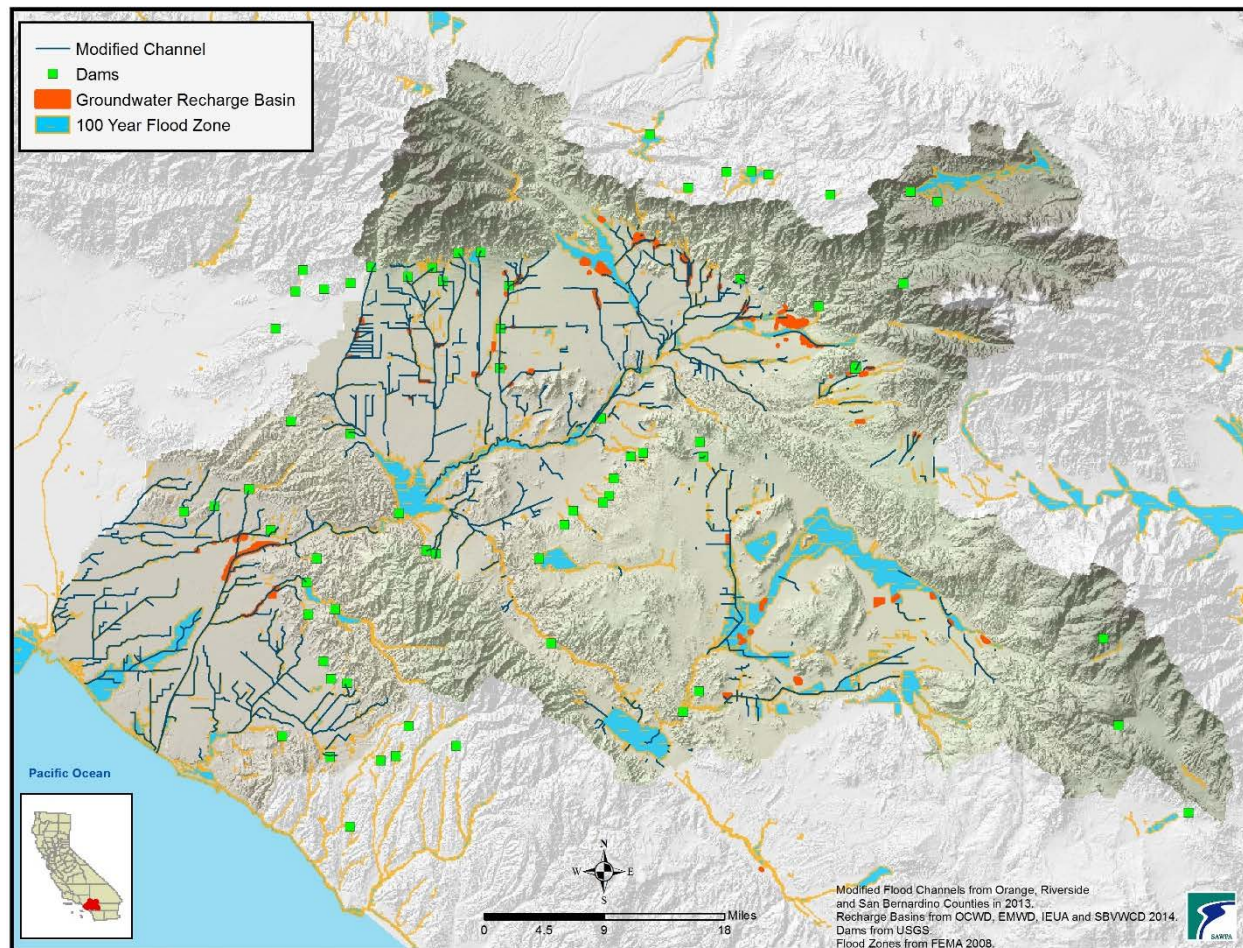 Modified Channel
Dams
Groundwater Recharge Basin
100 Year Flood Zone
Pacific Ocean
N
W
E
S
Miles
0
4.5
9
18
Modified Flood Channels from Orange, Riverside
and San Bernardino Counties in 2013.
Recharge Basins from OCWD, EMWD, IEUA and SBVWCD 2014.
Dams from USGS.
Flood Zones from FEMA 2008.
SAWPA